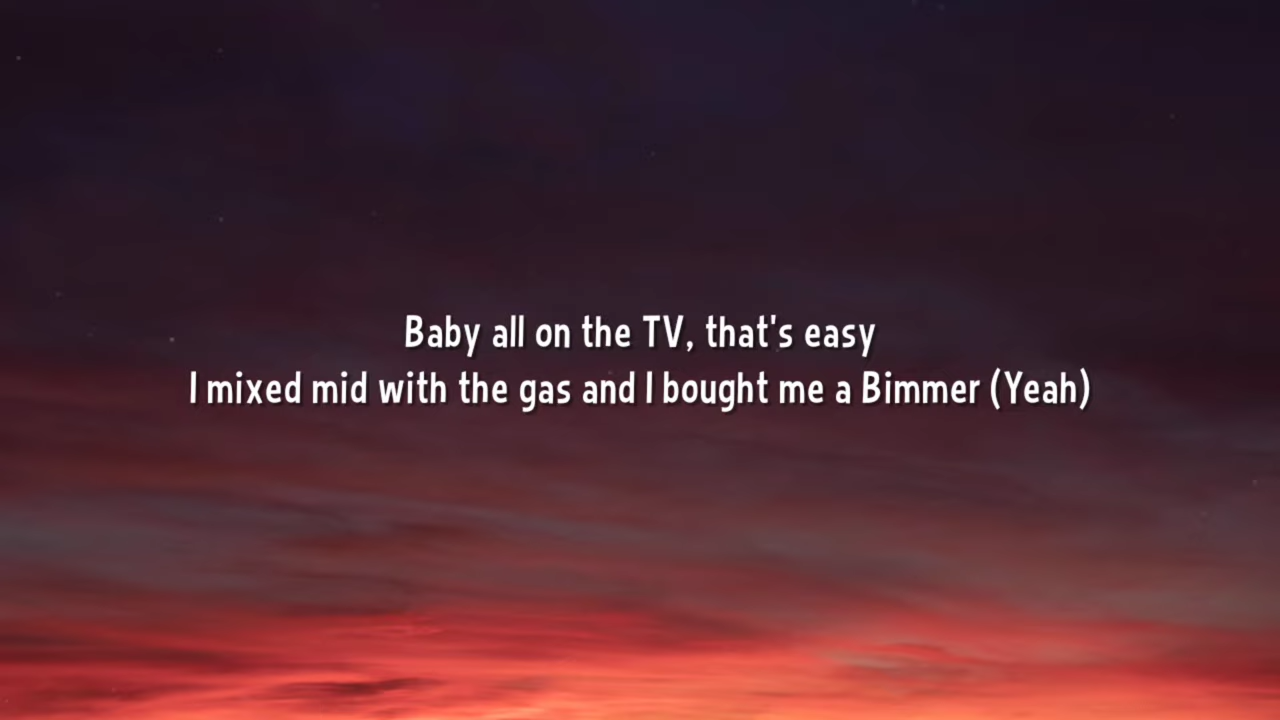 Baby all on the TV, that's easy
I mixed mid with the gas and I bought me a Bimmer (Yeah)